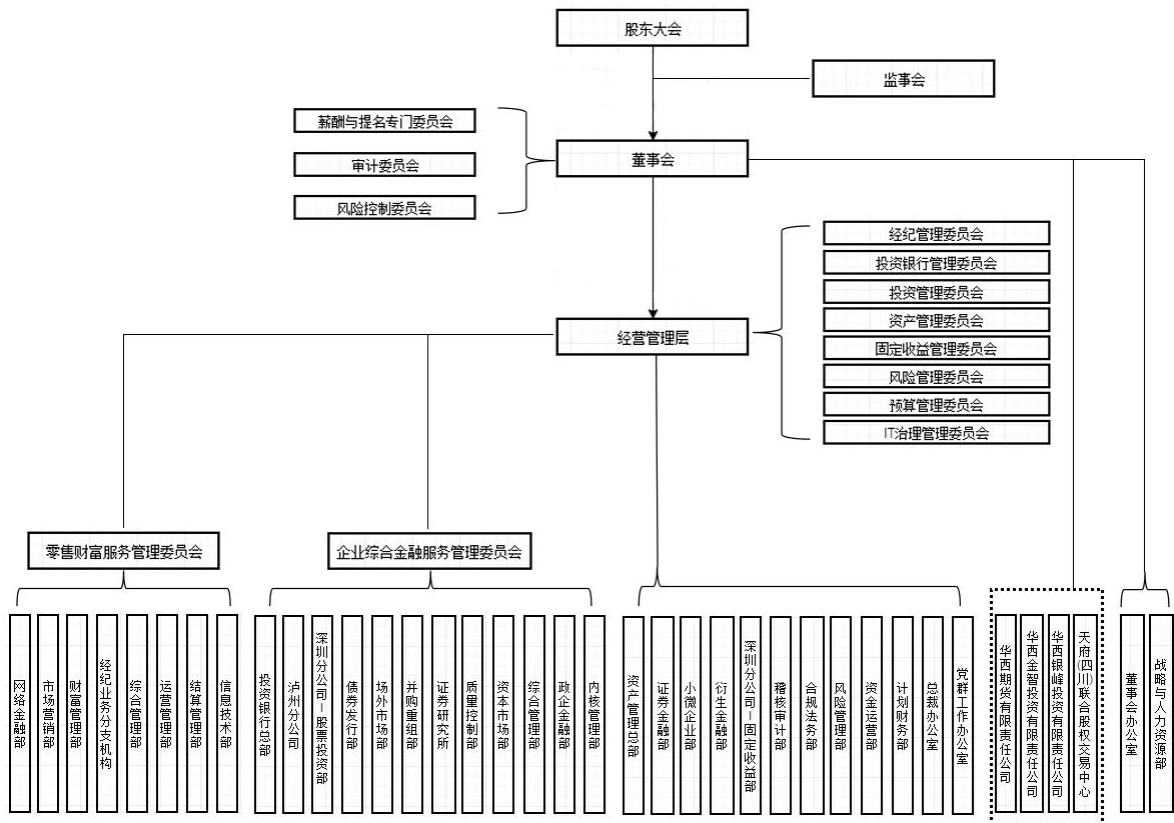 股东大会
监事会
薪酬与提名专门委员会
审计委员会
风险控制委员会
董事会
经纪管理委员会
投资银行管理委员会
投资管理委员会
资产管理委员会
固定收益管理委员会
风险管理委员会
预算管理委员会
IT治理管理委员会
经营管理层
零售财富服务管理委员会
企业综合金融服务管理委员会
网络金融部
市场营销部
财富管理部
经纪业务分支机构
综合管理部
运营管理部
结算管理部
信息技术部
投资银行总部
泸州分公司
深圳分公司－股票投资部
债券发行部
场外市场部
并购重组部
证券研究所
质量控制部
资本市场部
综合管理部
政企金融部
内核管理部
资产管理总部
证券金融部
小微企业部
衍生金融部
深圳分公司－固定收益部
稽核审计部
合规法务部
风险管理部
资金运营部
计划财务部
总裁办公室
党群工作办公室
华西期货有限责任公司
华西金智投资有限责任公司
华西银峰投资有限责任公司
天府(四川)联合股权交易中心
董事会办公室
战略与人力资源部